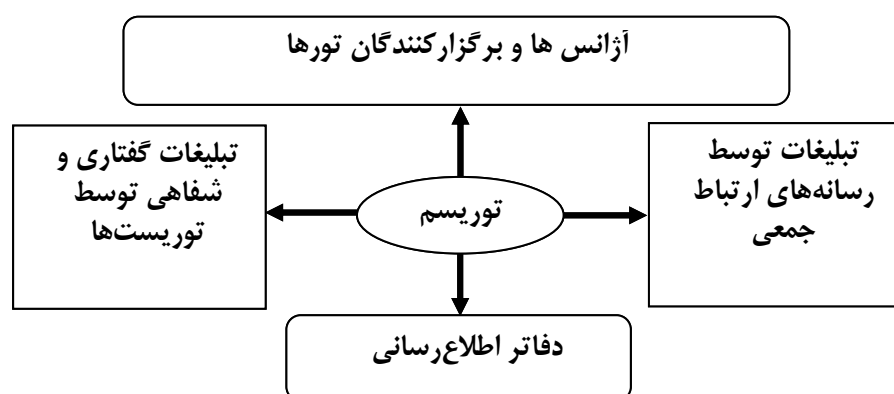 آژانس ها و برگزارکنندگان تورها
تبلیغات توسط
رسانه‌های ارتباط
جمعی
توریسم
تبلیغات گفتاری و
شفاهی توسط
توریست‌ها
دفاتر اطلاع‌رسانی